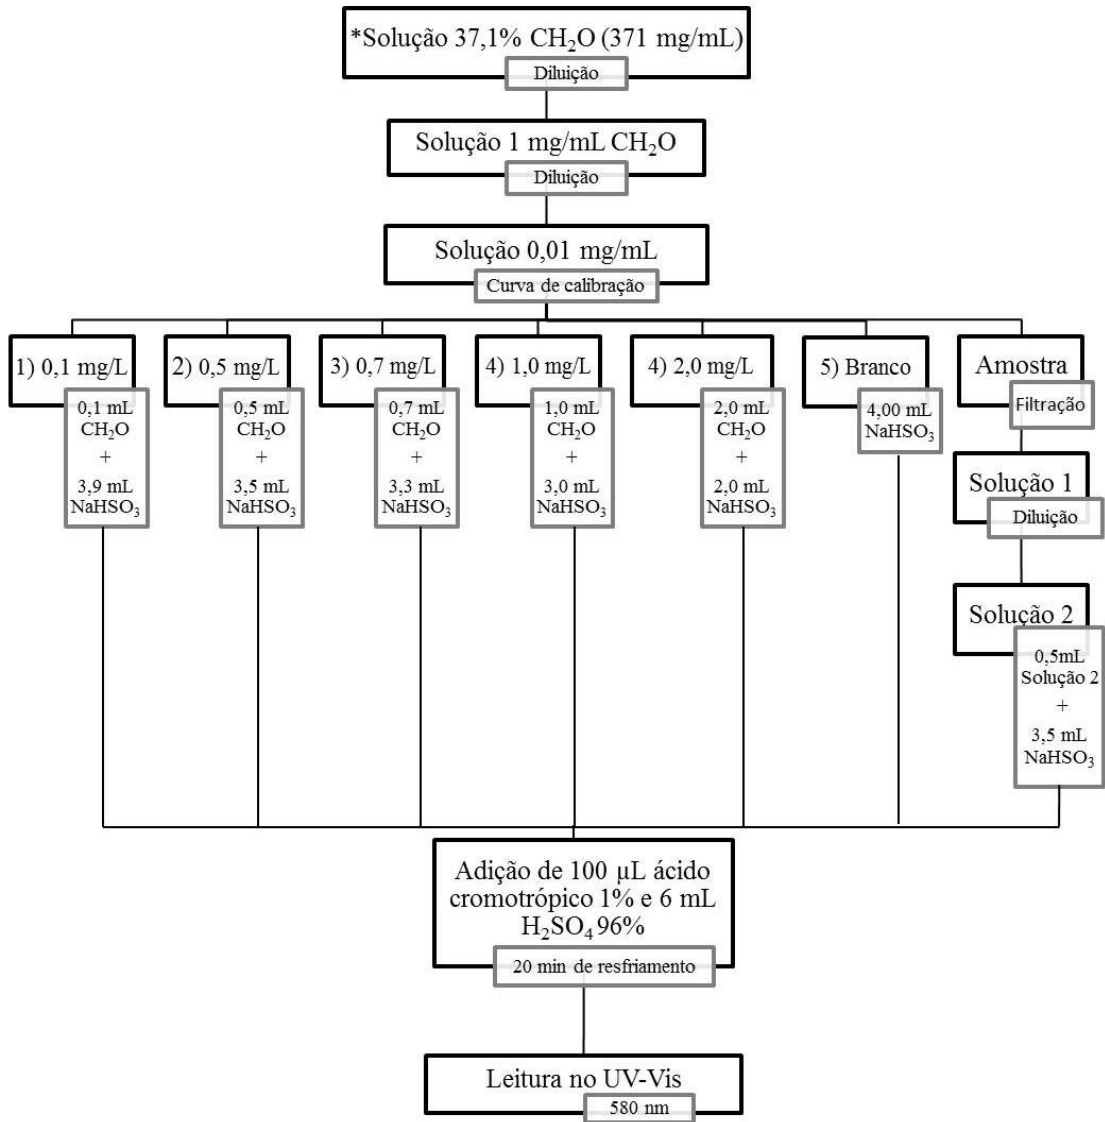 *Solução 37,1% CH₂O (371 mg/mL)
Diluição
Solução 1 mg/mL CH₂O
Diluição
Solução 0,01 mg/mL
Curva de calibração
1) 0,1 mg/L
0,1 mL
CH₂O
+
3,9 mL
NaHSO₃
2) 0,5 mg/L
0,5 mL
CH₂O
+
3,5 mL
NaHSO₃
3) 0,7 mg/L
0,7 mL
CH₂O
+
3,3 mL
NaHSO₃
4) 1,0 mg/L
1,0 mL
CH₂O
+
3,0 mL
NaHSO₃
4) 2,0 mg/L
2,0 mL
CH₂O
+
2,0 mL
NaHSO₃
5) Branco
4,00 mL
NaHSO₃
Amostra
Filtração
Solução 1
Diluição
Solução 2
0,5mL
Solução 2
+
3,5 mL
NaHSO₃
Adição de 100 µL ácido
cromotrópico 1% e 6 mL
H₂SO₄ 96%
20 min de resfriamento
Leitura no UV-Vis
580 nm